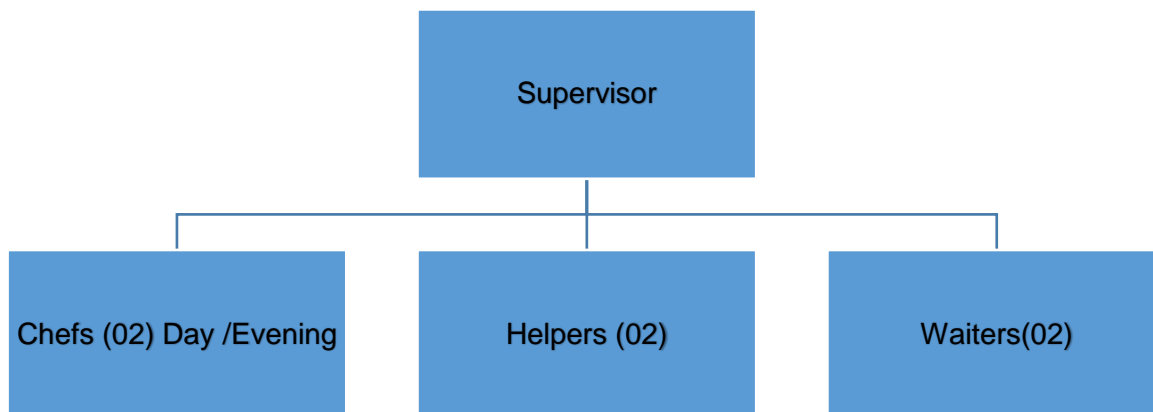 Supervisor
Chefs (02) Day /Evening
Helpers (02)
Waiters(02)